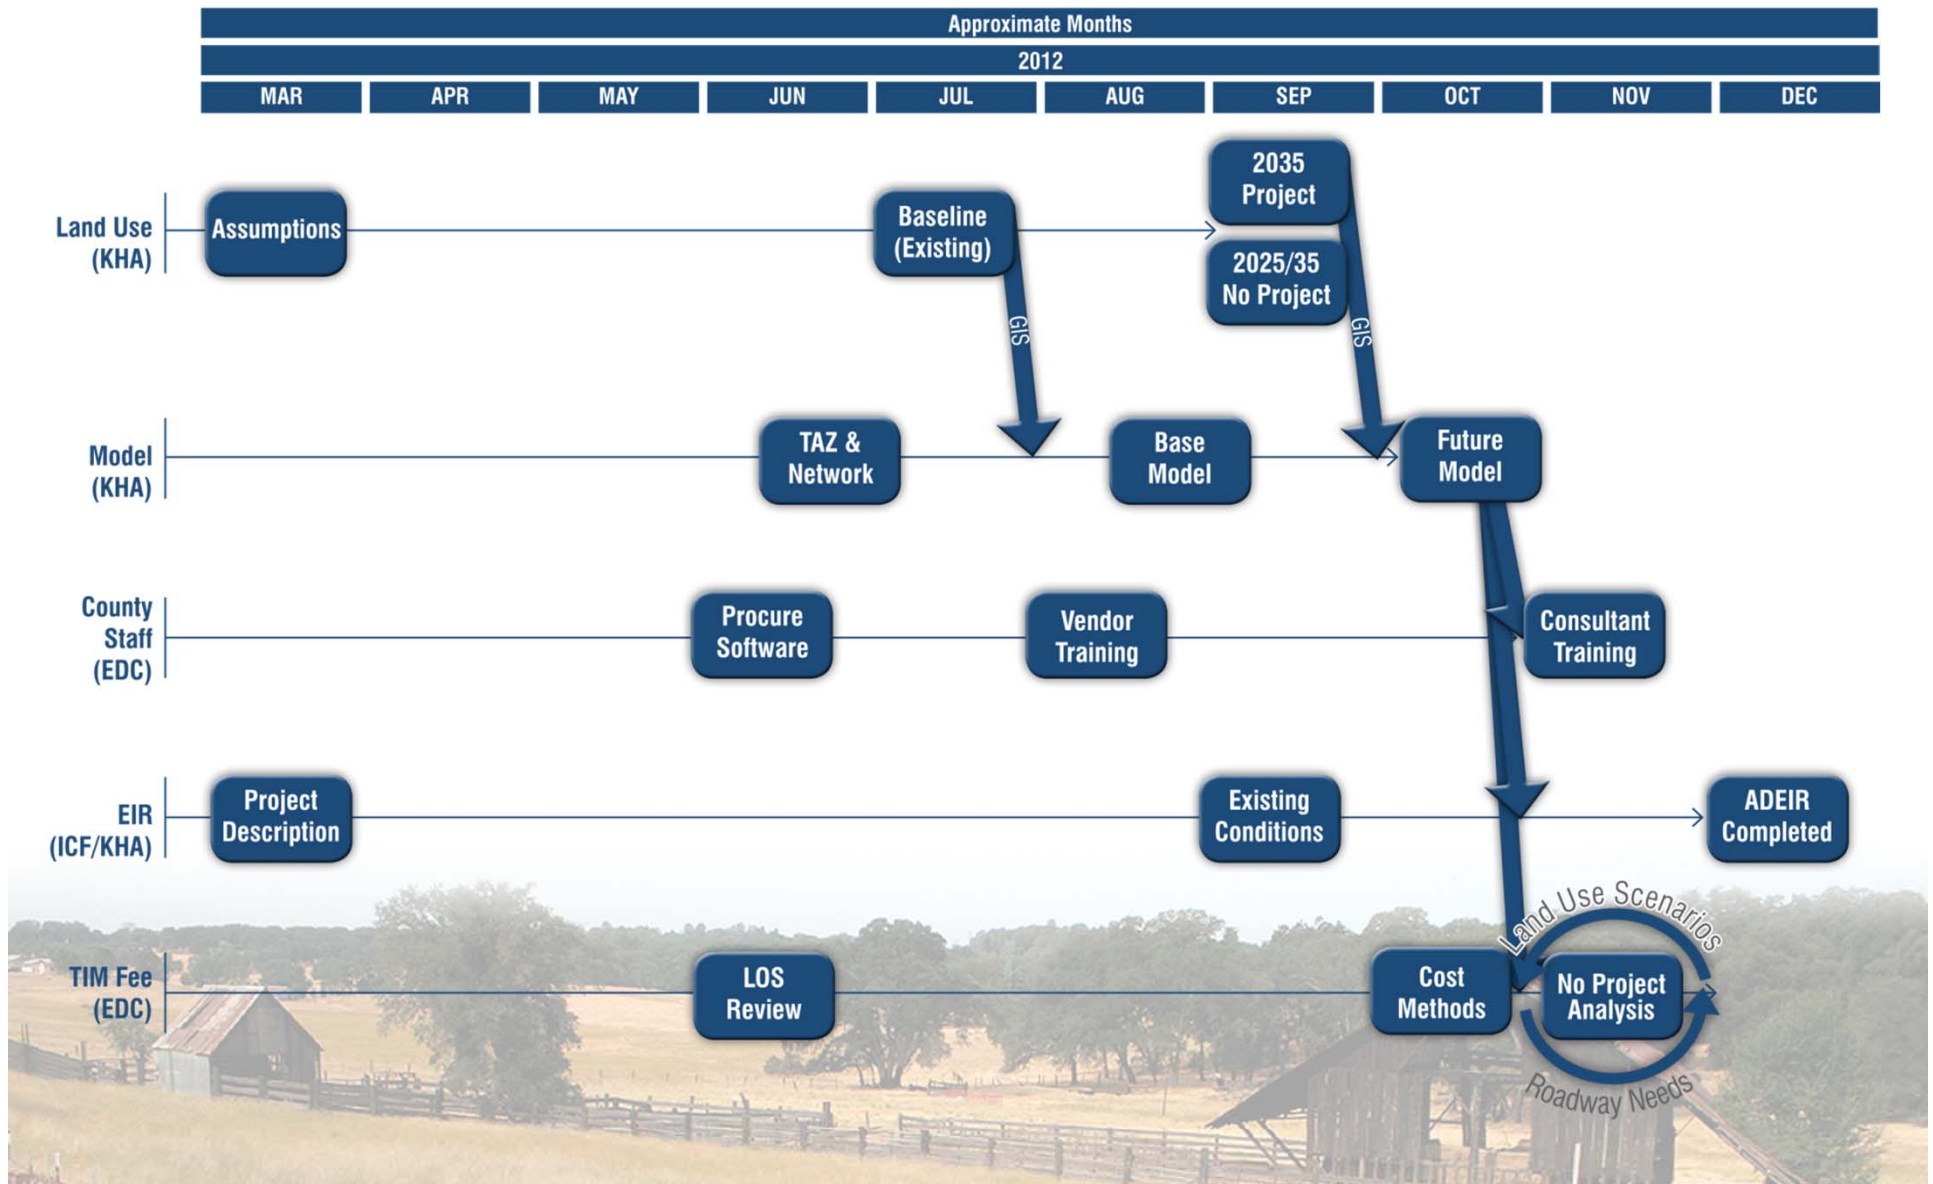 Approximate Months
2012
MAR APR MAY JUN JUL AUG SEP OCT NOV DEC
Land Use
(KHA)
Assumptions
Baseline
(Existing)
2035
Project
2025/35
No Project
GIS
GIS
Model
(KHA)
TAZ &
Network
Base
Model
Future
Model
County
Staff
(EDC)
Procure
Software
Vendor
Training
Consultant
Training
EIR
(ICF/KHA)
Project
Description
Existing
Conditions
ADEIR
Completed
TIM Fee
(EDC)
LOS
Review
Cost
Methods
Land Use Scenarios
No Project
Analysis
Roadway Needs